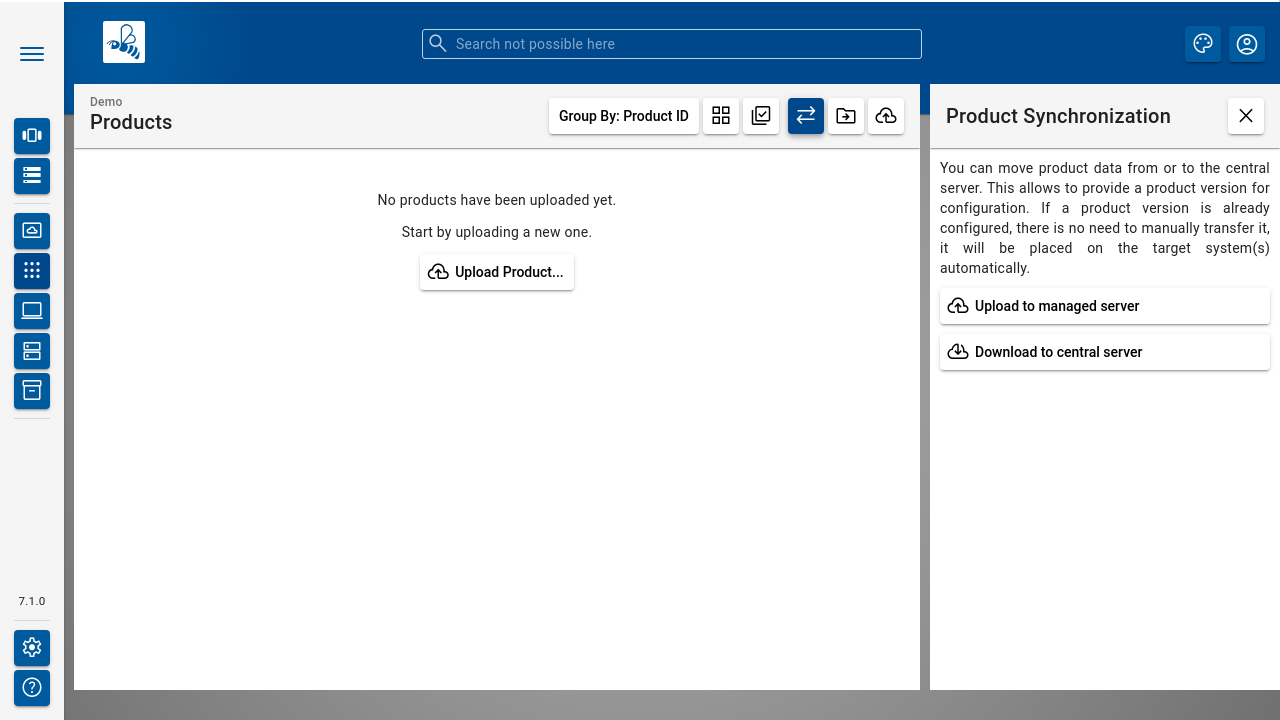 Search not possible here
Demo
Products
Group By: Product ID
Product Synchronization
No products have been uploaded yet.
Start by uploading a new one.
Upload Product...
You can move product data from or to the central
server. This allows to provide a product version for
configuration. If a product version is already
configured, there is no need to manually transfer it,
it will be placed on the target system(s)
automatically.
Upload to managed server
Download to central server
7.1.0